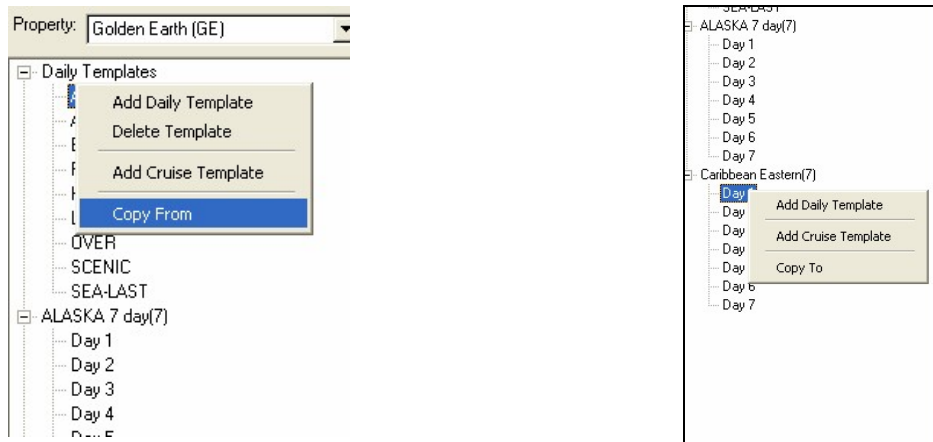 Property: Golden Earth (GE)
Daily Templates
Add Daily Template
Delete Template
Add Cruise Template
Copy From
OVER
SCENIC
SEA-LAST
ALASKA 7 day(7)
Day 1
Day 2
Day 3
Day 4
Day 5
SEA-LAST
ALASKA 7 day(7)
Day 1
Day 2
Day 3
Day 4
Day 5
Day 6
Day 7
Caribbean Eastern(7)
Day
Day
Day
Day
Day
Day 6
Day 7
Add Daily Template
Add Cruise Template
Copy To